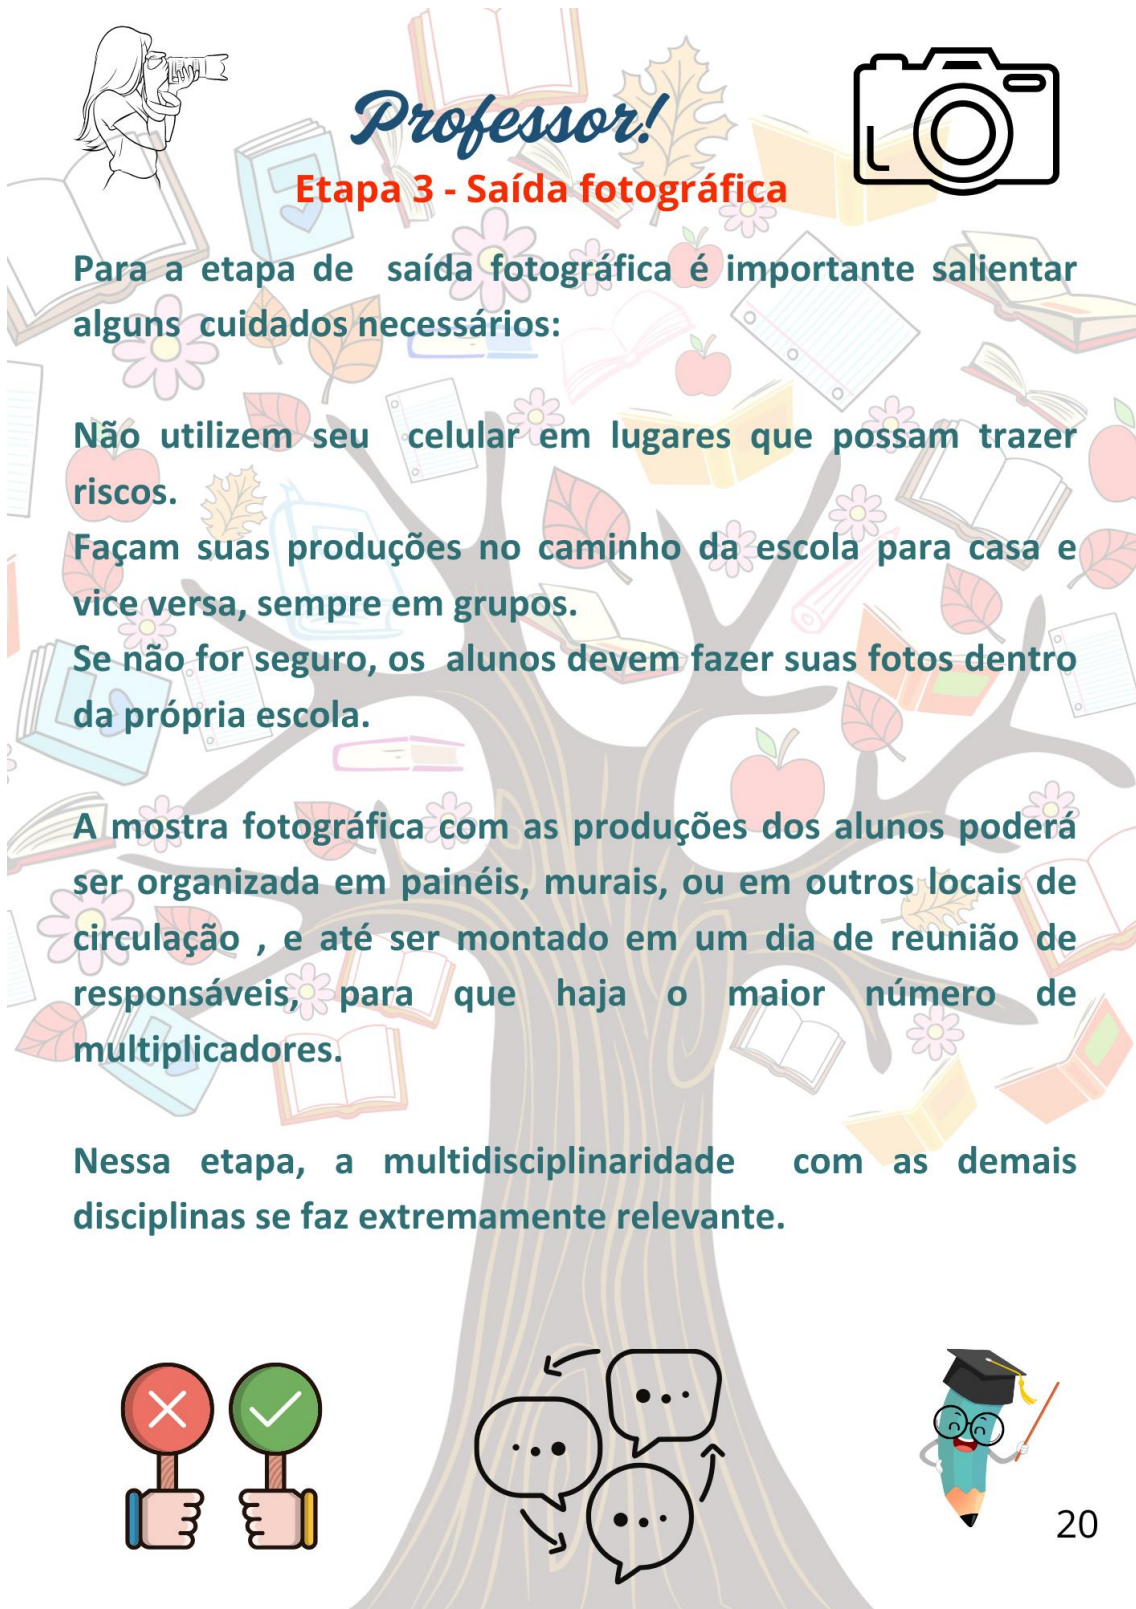 Professor!
Etapa 3 - Saída fotográfica
Para a etapa de saída fotográfica é importante salientar
alguns cuidados necessários:
Não utilizem seu celular em lugares que possam trazer
riscos.
Façam suas produções no caminho da escola para casa e
vice versa, sempre em grupos.
Se não for seguro, os alunos devem fazer suas fotos dentro
da própria escola.
A mostra fotográfica com as produções dos alunos poderá
ser organizada em painéis, murais, ou em outros locais de
circulação , e até ser montado em um dia de reunião de
responsáveis, para que haja o maior número de
multiplicadores.
Nessa etapa, a multidisciplinaridade com as demais
disciplinas se faz extremamente relevante.
20